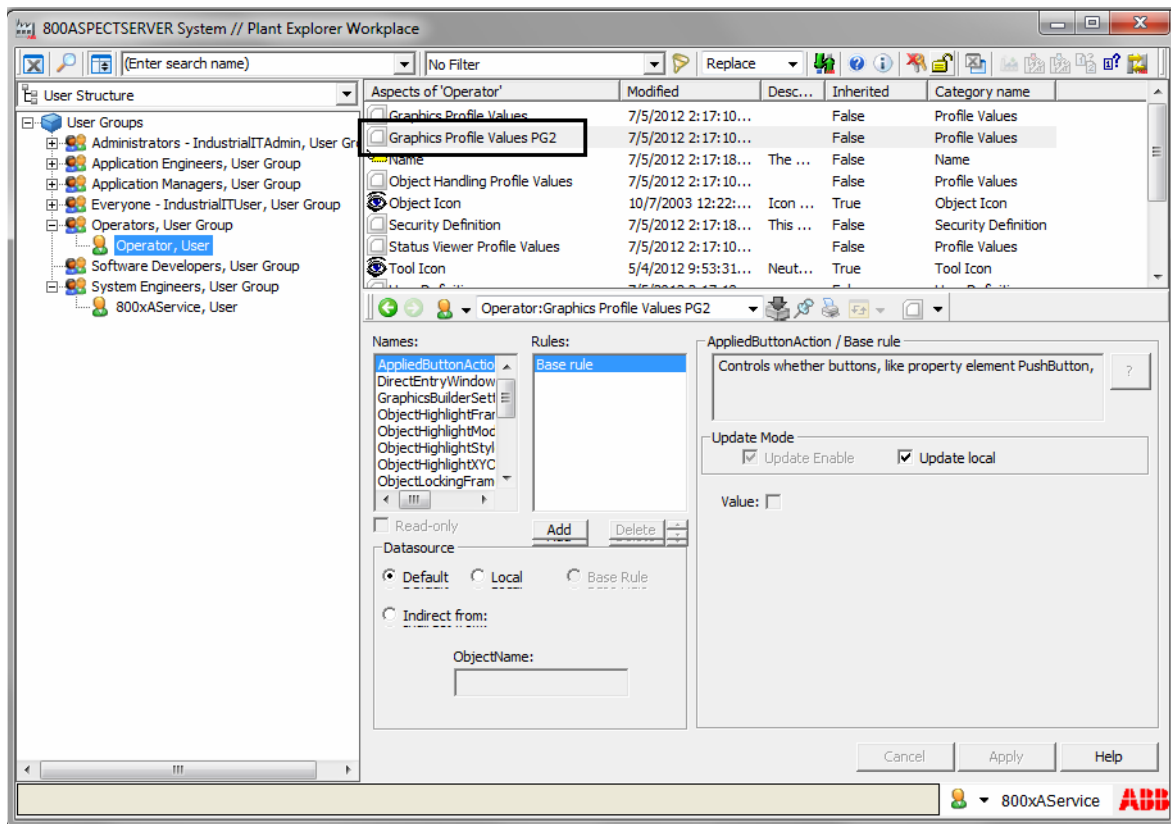 800ASPECTSERVER System // Plant Explorer Workplace
(Enter search name)
No Filter
Replace
User Structure
User Groups
Administrators - IndustrialITAdmin, User Gr
Application Engineers, User Group
Application Managers, User Group
Everyone - IndustrialITUser, User Group
Operators, User Group
Operator, User
Software Developers, User Group
System Engineers, User Group
800xAService, User
Aspects of 'Operator' Modified Desc... Inherited Category name
Graphics Profile Values 7/5/2012 2:17:10... False Profile Values
Graphics Profile Values PG2 7/5/2012 2:17:10... False Profile Values
Name 7/5/2012 2:17:18... The ... False Name
Object Handling Profile Values 7/5/2012 2:17:10... False Profile Values
Object Icon 10/7/2003 12:22:... Icon ... True Object Icon
Security Definition 7/5/2012 2:17:18... This ... False Security Definition
Status Viewer Profile Values 7/5/2012 2:17:10... False Profile Values
Tool Icon 5/4/2012 9:53:31... Neut... True Tool Icon
Operator:Graphics Profile Values PG2
Names:
AppliedButtonActio
DirectEntryWindow
GraphicsBuilderSett
ObjectHighlightFrar
ObjectHighlightMod
ObjectHighlightStyl
ObjectHighlightXYC
ObjectLockingFram
Read-only
Rules:
Base rule
Add Delete
Datasource
Default Local Base Rule
Indirect from:
ObjectName:
AppliedButtonAction / Base rule
Controls whether buttons, like property element PushButton,
?
Update Mode
Update Enable Update local
Value:
Cancel Apply Help
800xAService ABB